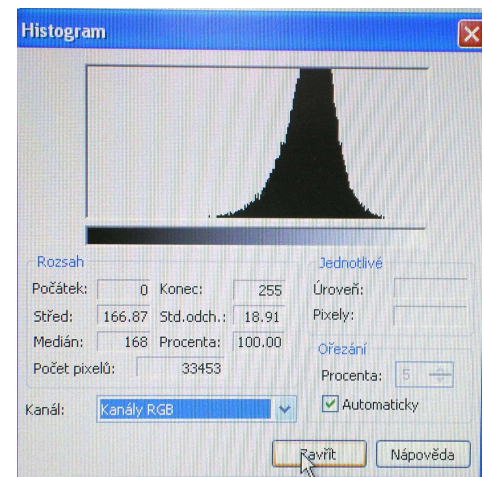 Histogram
Rozsah
Počátek: 0 Konec: 255
Střed: 166.87 Std.odch.: 18.91
Medián: 168 Procenta: 100.00
Počet pixelů: 33453
Jednotlivé
Úroveň:
Pixely:
Ořezání
Procenta: 5
Automaticky
Kanál: Kanály RGB
Zavřít Nápověda